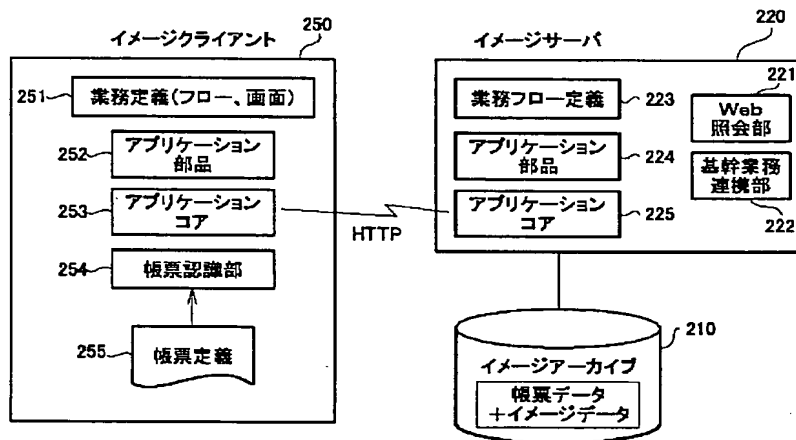 イメージクライアント
250
251
業務定義(フロー、画面)
252
アプリケーション
部品
253
アプリケーション
コア
254
帳票認識部
255
帳票定義
HTTP
イメージサーバ
220
業務フロー定義
223
アプリケーション
部品
224
アプリケーション
コア
225
221
Web
照会部
基幹業務
連携部
222
210
イメージアーカイブ
帳票データ
+イメージデータ